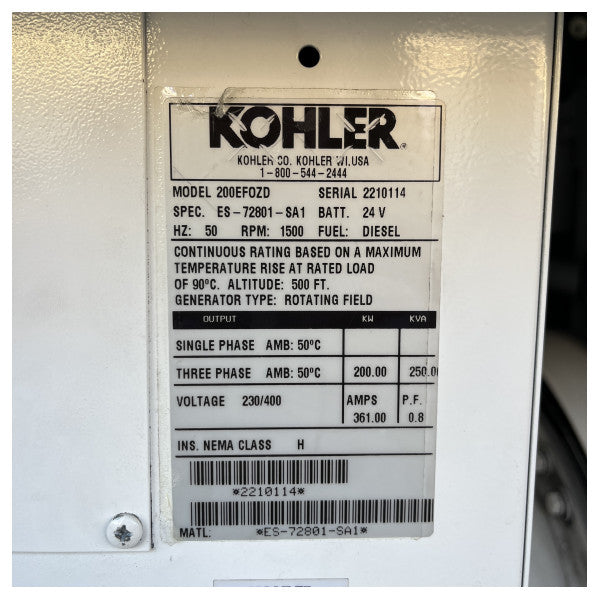 KOHLER®
KOHLER CO. KOHLER WI.USA
1-800-544-2444
MODEL 200EFOZD SERIAL 2210114
SPEC. ES-72801-SA1 BATT. 24 V
HZ: 50 RPM: 1500 FUEL: DIESEL
CONTINUOUS RATING BASED ON A MAXIMUM
TEMPERATURE RISE AT RATED LOAD
OF 90ºC. ALTITUDE: 500 FT.
GENERATOR TYPE: ROTATING FIELD
OUTPUT KW KVA
SINGLE PHASE AMB: 50ºC
THREE PHASE AMB: 50ºC 200.00 250.0
VOLTAGE 230/400 AMPS P.F.
361.00 0.8
INS. NEMA CLASS H
*2210114*
MATL: *ES-72801-SA1*